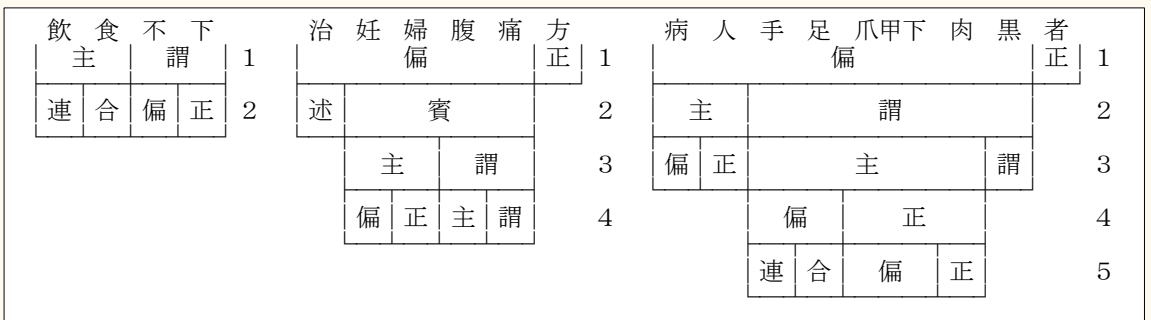 飲食不下 治妊婦腹痛方 病人手足爪甲下肉黒者
主 謂 1 偏 正 1 偏 正 1
連 合 偏 正 2 述 賓 2 主 謂 2
主 謂 3 偏 正 主 謂 3
偏 正 主 謂 4 偏 正 4
連 合 偏 正 5